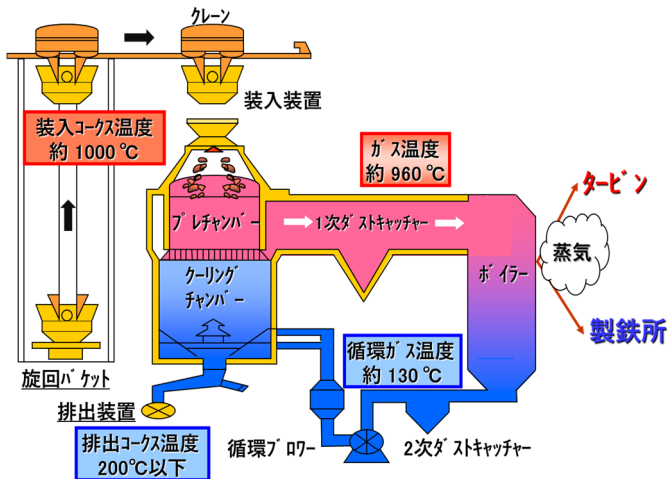 クレーン
装入装置
装入ｺｰｸｽ温度
約 1000 ℃
ｶﾞｽ温度
約 960 ℃
ﾀｰﾋﾞﾝ
ﾌﾟﾚﾁｬﾝﾊﾞｰ
1次ﾀﾞｽﾄｷｬｯﾁｬｰ
蒸気
ﾎﾞｲﾗｰ
ｸｰﾘﾝｸﾞ
ﾁｬﾝﾊﾞｰ
製鉄所
循環ｶﾞｽ温度
約 130 ℃
旋回ﾊﾞｹｯﾄ
排出装置
排出ｺｰｸｽ温度
200℃以下
循環ﾌﾞﾛﾜｰ
2次ﾀﾞｽﾄｷｬｯﾁｬｰ